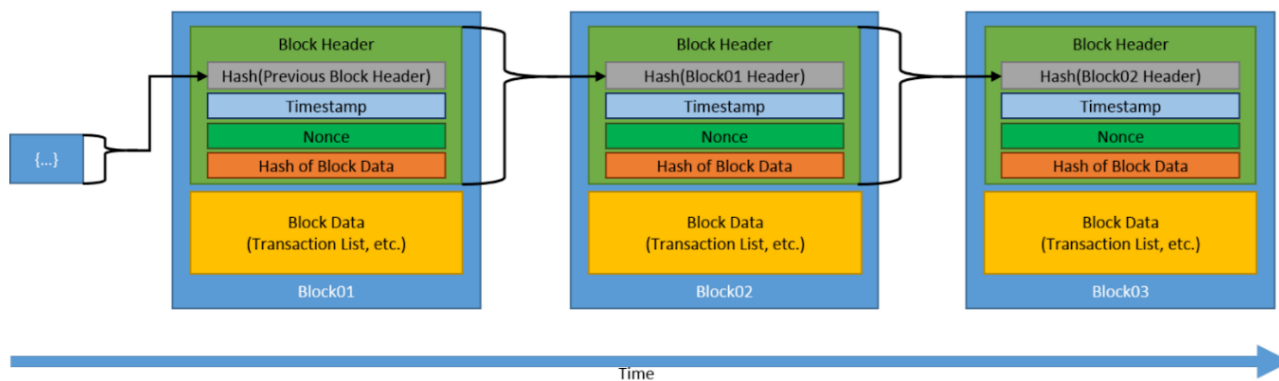 {...}
Block Header
Hash(Previous Block Header)
Timestamp
Nonce
Hash of Block Data
Block Data
(Transaction List, etc.)
Block01
Block Header
Hash(Block01 Header)
Timestamp
Nonce
Hash of Block Data
Block Data
(Transaction List, etc.)
Block02
Block Header
Hash(Block02 Header)
Timestamp
Nonce
Hash of Block Data
Block Data
(Transaction List, etc.)
Block03
Time